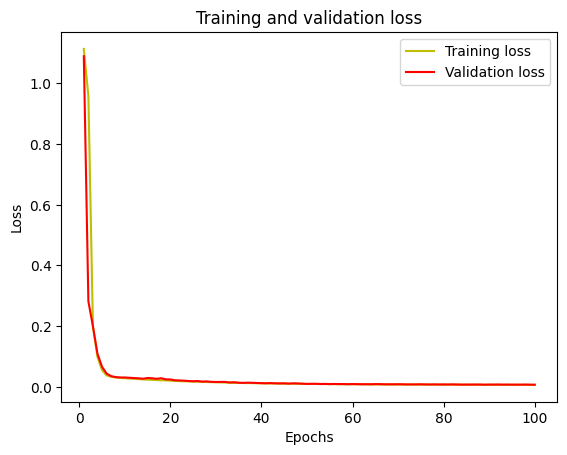 Training and validation loss
Training loss
Validation loss
1.0
0.8
0.6
0.4
0.2
0.0
Loss
0 20 40 60 80 100
Epochs